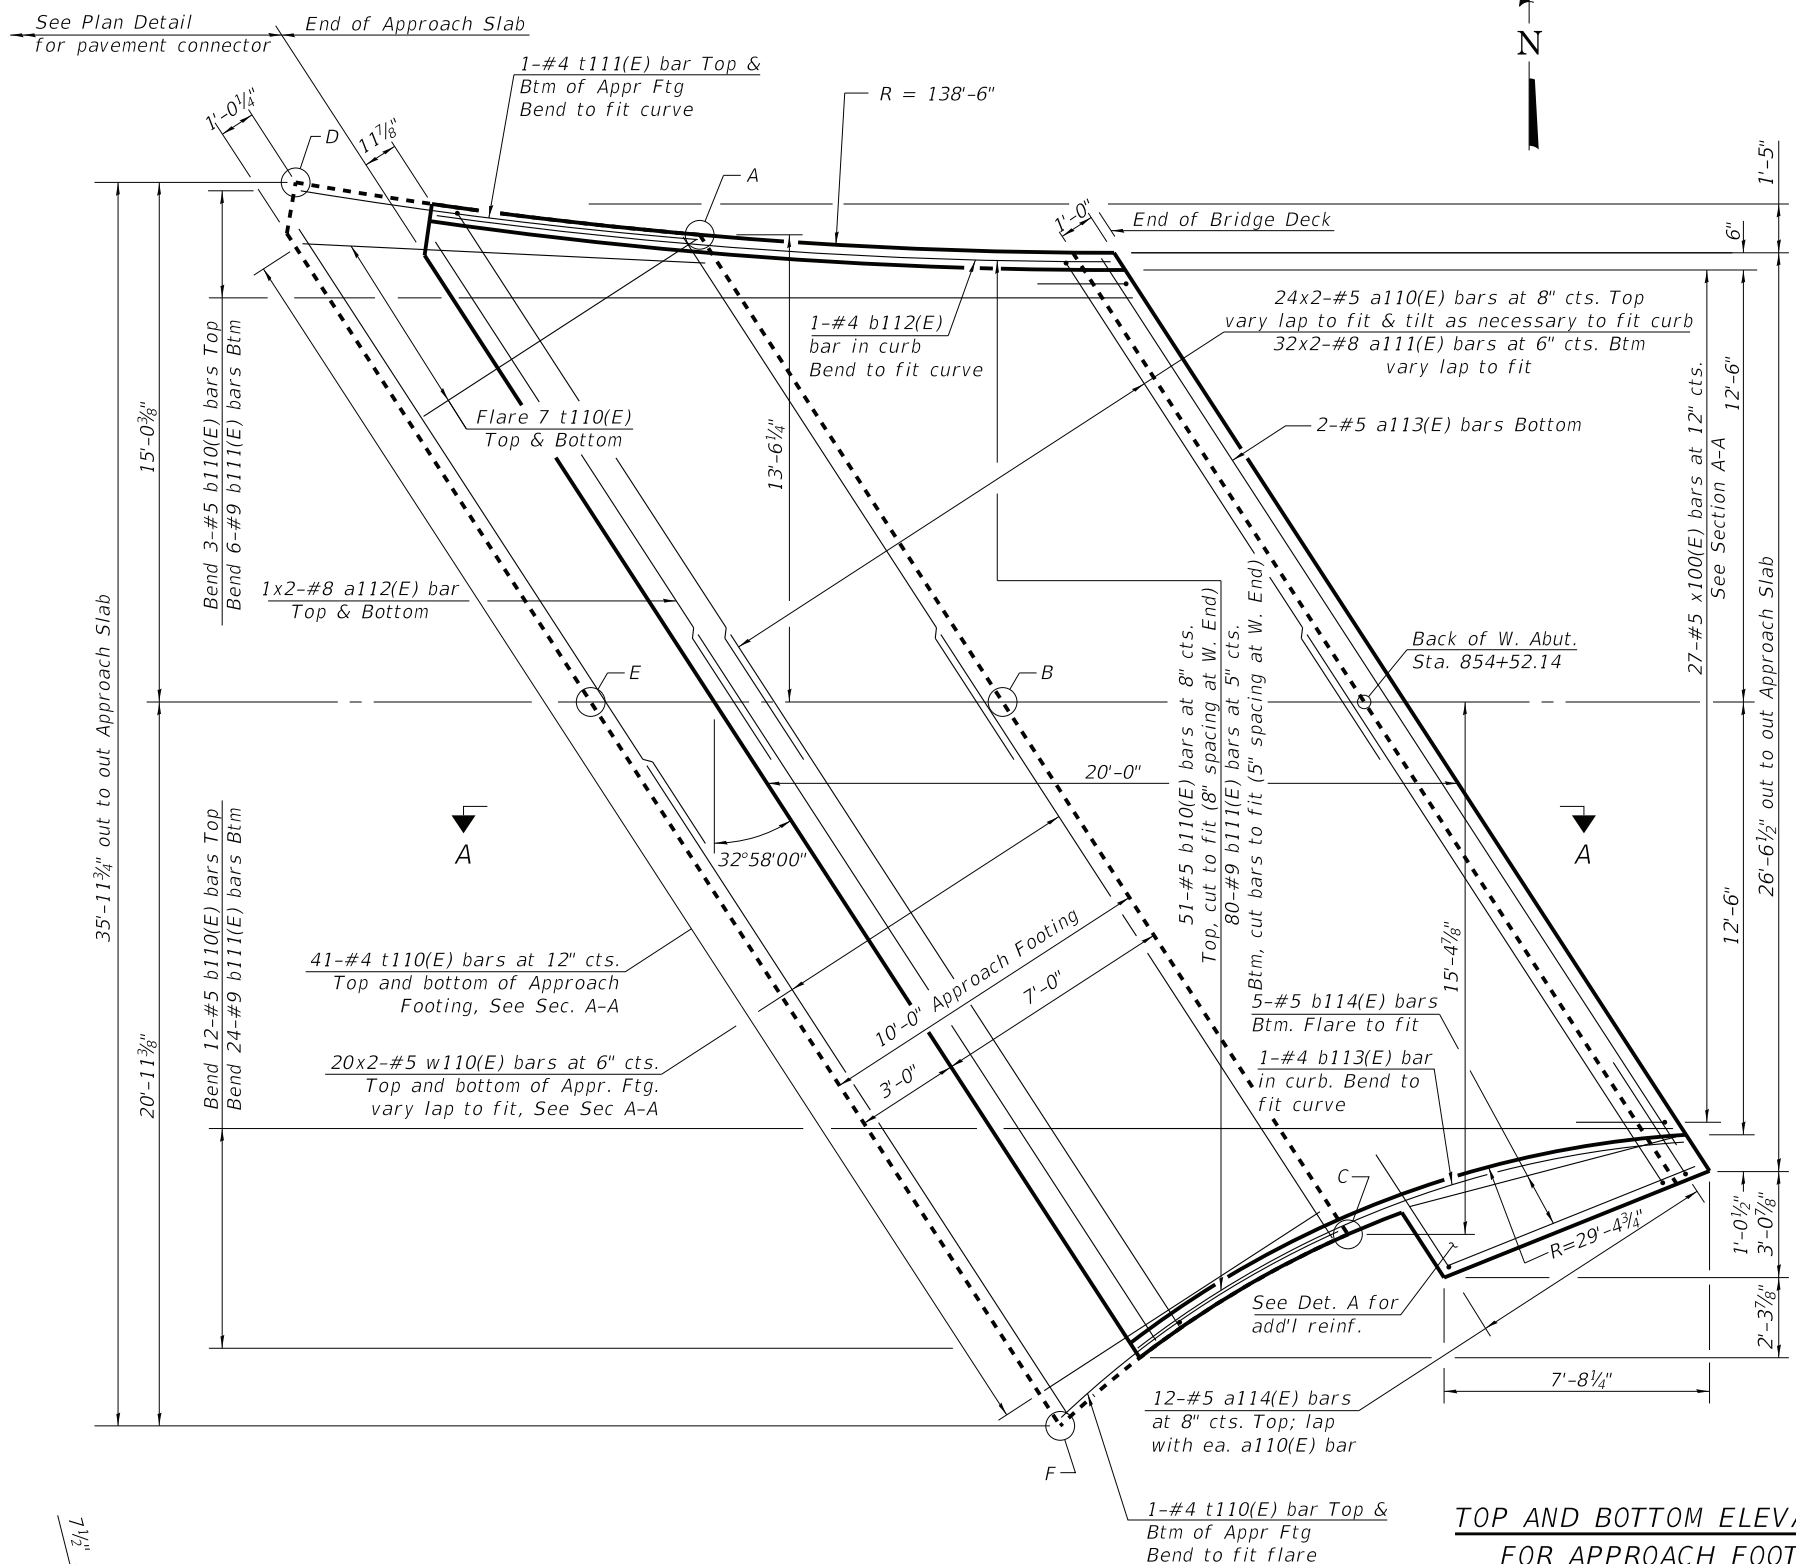 See Plan Detail
for pavement connector
End of Approach Slab
1-#4 t111(E) bar Top &
Btm of Appr Ftg
Bend to fit curve
R = 138'-6"
N
1'-0¼"
D
11⅞"
A
1'-0"
End of Bridge Deck
1'-5"
6"
24x2-#5 a110(E) bars at 8" cts. Top
vary lap to fit & tilt as necessary to fit curb
32x2-#8 a111(E) bars at 6" cts. Btm
vary lap to fit
1-#4 b112(E)
bar in curb
Bend to fit curve
Bend 3-#5 b110(E) bars Top
Bend 6-#9 b111(E) bars Btm
15'-0⅜"
Flare 7 t110(E)
Top & Bottom
13'-6¼"
2-#5 a113(E) bars Bottom
27-#5 x100(E) bars at 12" cts.
See Section A-A
12'-6"
1x2-#8 a112(E) bar
Top & Bottom
E
B
Back of W. Abut.
Sta. 854+52.14
35'-11¾" out to out Approach Slab
26'-6½" out to out Approach Slab
51-#5 b110(E) bars at 8" cts.
Top, cut to fit (8" spacing at W. End)
80-#9 b111(E) bars at 5" cts.
Btm, cut bars to fit (5" spacing at W. End)
20'-0"
32°58'00"
A
A
Bend 12-#5 b110(E) bars Top
Bend 24-#9 b111(E) bars Btm
20'-11⅜"
41-#4 t110(E) bars at 12" cts.
Top and bottom of Approach
Footing, See Sec. A-A
20x2-#5 w110(E) bars at 6" cts.
Top and bottom of Appr. Ftg.
vary lap to fit, See Sec A-A
10'-0" Approach Footing
7'-0"
3'-0"
15'-4⅞"
12'-6"
5-#5 b114(E) bars
Btm. Flare to fit
1-#4 b113(E) bar
in curb. Bend to
fit curve
C
R=29'-4¾"
1'-0½"
3'-0⅞"
2'-3⅞"
See Det. A for
add'l reinf.
7'-8¼"
12-#5 a114(E) bars
at 8" cts. Top; lap
with ea. a110(E) bar
F
1-#4 t110(E) bar Top &
Btm of Appr Ftg
Bend to fit flare
7½"
TOP AND BOTTOM ELEVA
FOR APPROACH FOOT